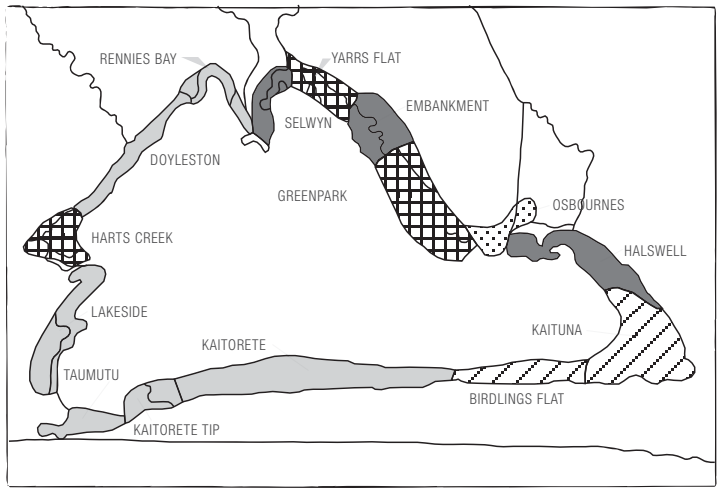 RENNIES BAY
YARRS FLAT
EMBANKMENT
SELWYN
DOYLESTON
GREENPARK
OSBOURNES
HARTS CREEK
HALSWELL
LAKESIDE
KAITUNA
KAITORETE
TAUMUTU
BIRDLINGS FLAT
KAITORETE TIP